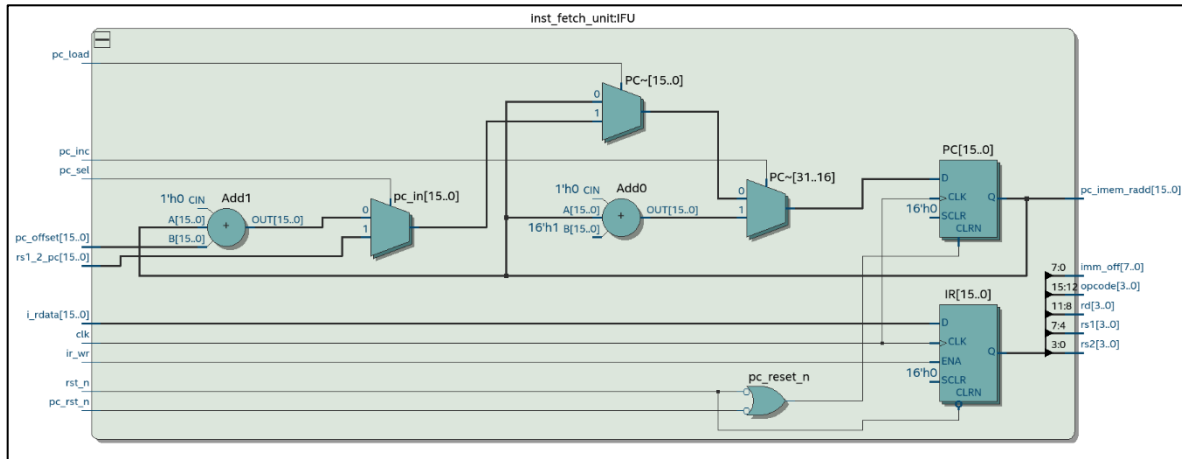 inst_fetch_unit:IFU
pc_load
PC~[15..0]
0
1
pc_inc
pc_sel
PC~[31..16]
PC[15..0]
pc_in[15..0]
1'h0 CIN
Add1
A[15..0]
OUT[15..0]
B[15..0]
0
1
1'h0 CIN
Add0
A[15..0]
OUT[15..0]
16'h1
B[15..0]
0
1
D
CLK
Q
16'h0
SCLR
CLRN
pc_imem_radd[15..0]
pc_offset[15..0]
rs1_2_pc[15..0]
7:0 imm_off[7..0]
15:12 opcode[3..0]
11:8 rd[3..0]
7:4 rs1[3..0]
3:0 rs2[3..0]
IR[15..0]
i_rdata[15..0]
D
clk
CLK
ir_wr
ENA
Q
16'h0
SCLR
CLRN
rst_n
pc_reset_n
pc_rst_n